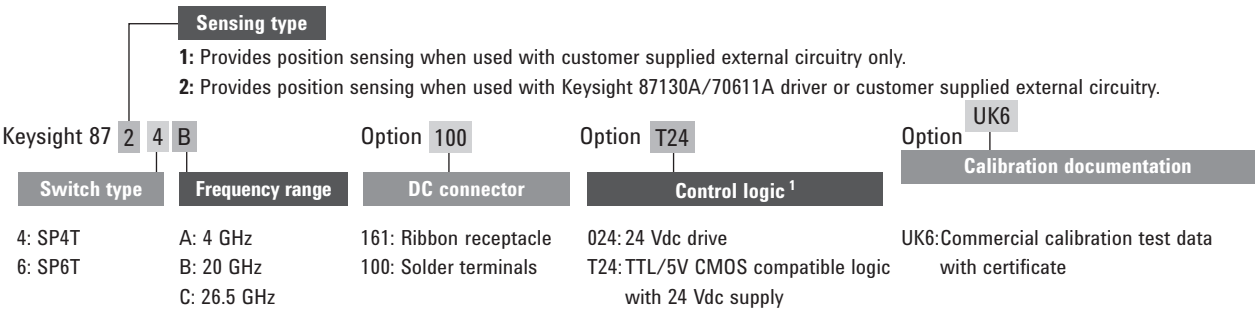 Sensing type
1: Provides position sensing when used with customer supplied external circuitry only.
2: Provides position sensing when used with Keysight 87130A/70611A driver or customer supplied external circuitry.
Keysight 87 2 4 B Option 100 Option T24 Option UK6
Switch type Frequency range DC connector Control logic 1 Calibration documentation
4: SP4T A: 4 GHz 161: Ribbon receptacle 024: 24 Vdc drive UK6:Commercial calibration test data
6: SP6T B: 20 GHz 100: Solder terminals T24: TTL/5V CMOS compatible logic with certificate
C: 26.5 GHz with 24 Vdc supply